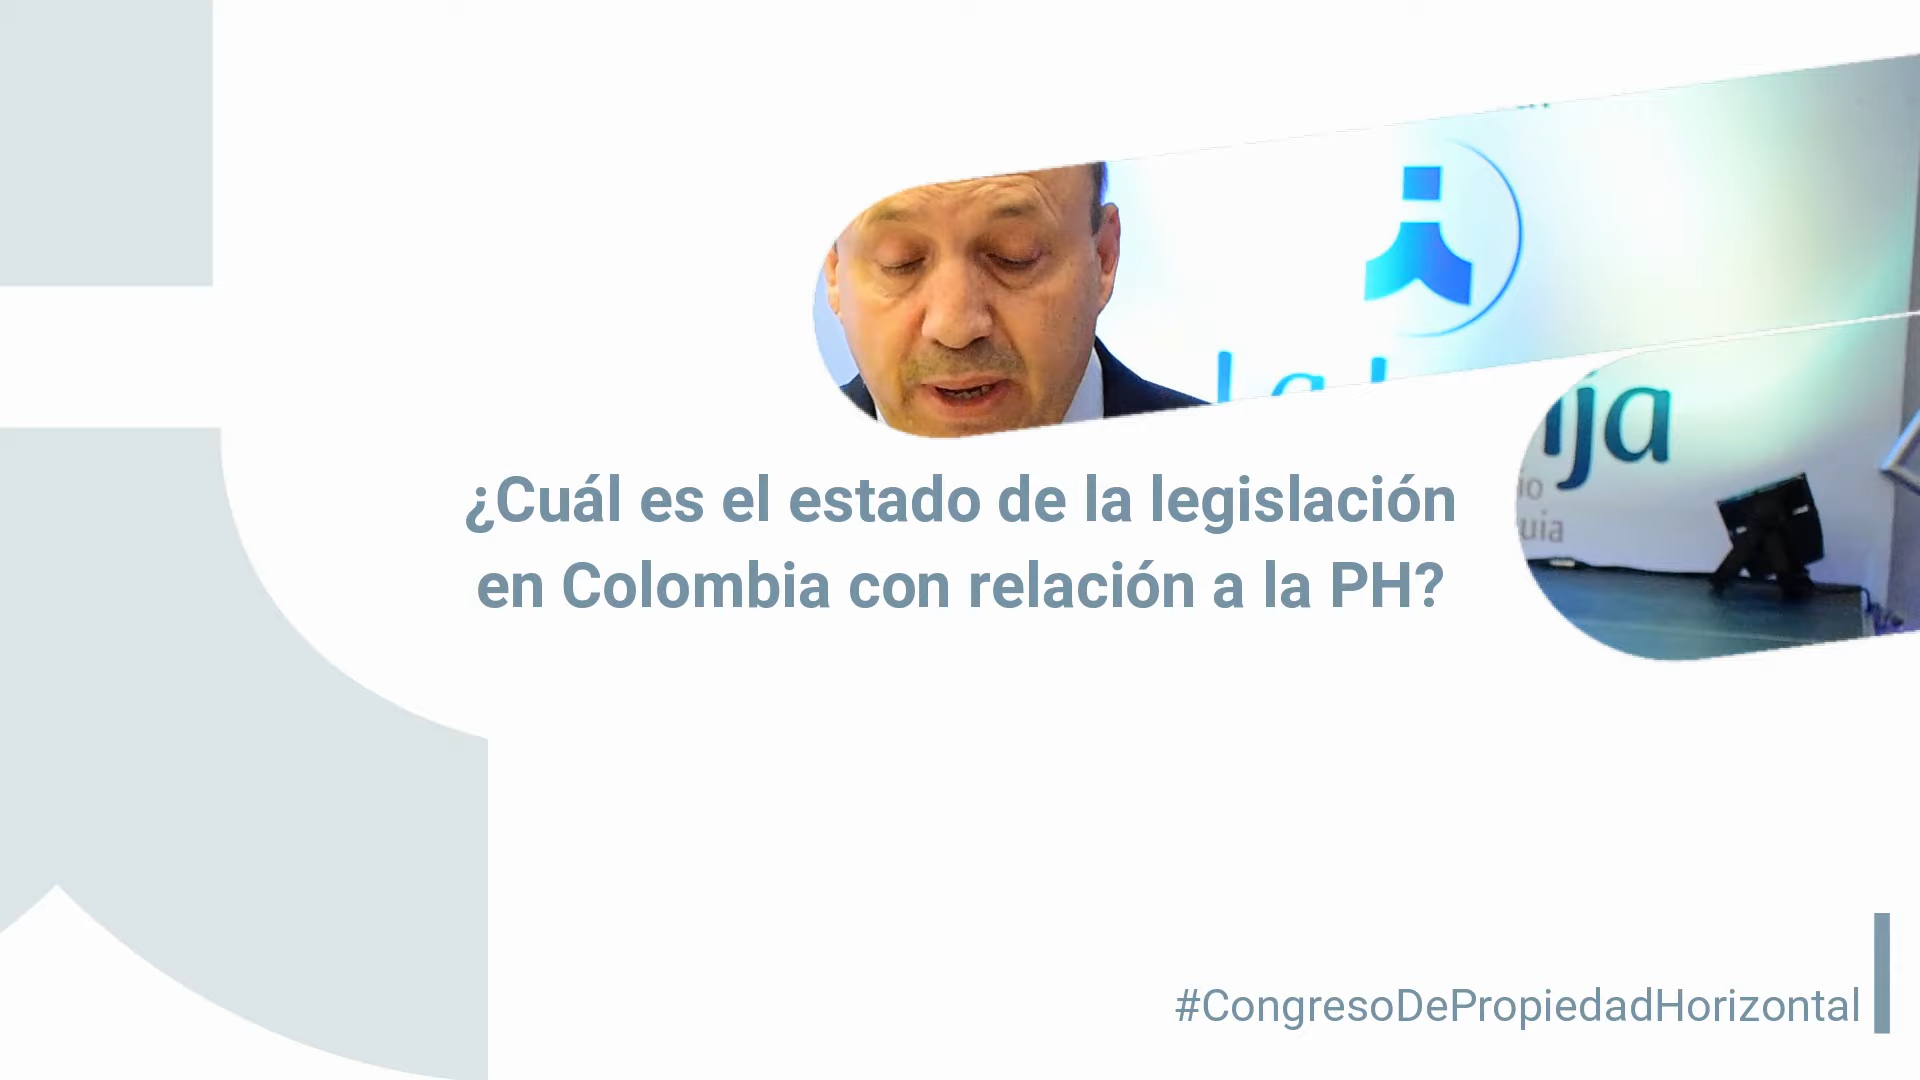 ¿Cuál es el estado de la legislación
en Colombia con relación a la PH?
#CongresoDePropiedadHorizontal